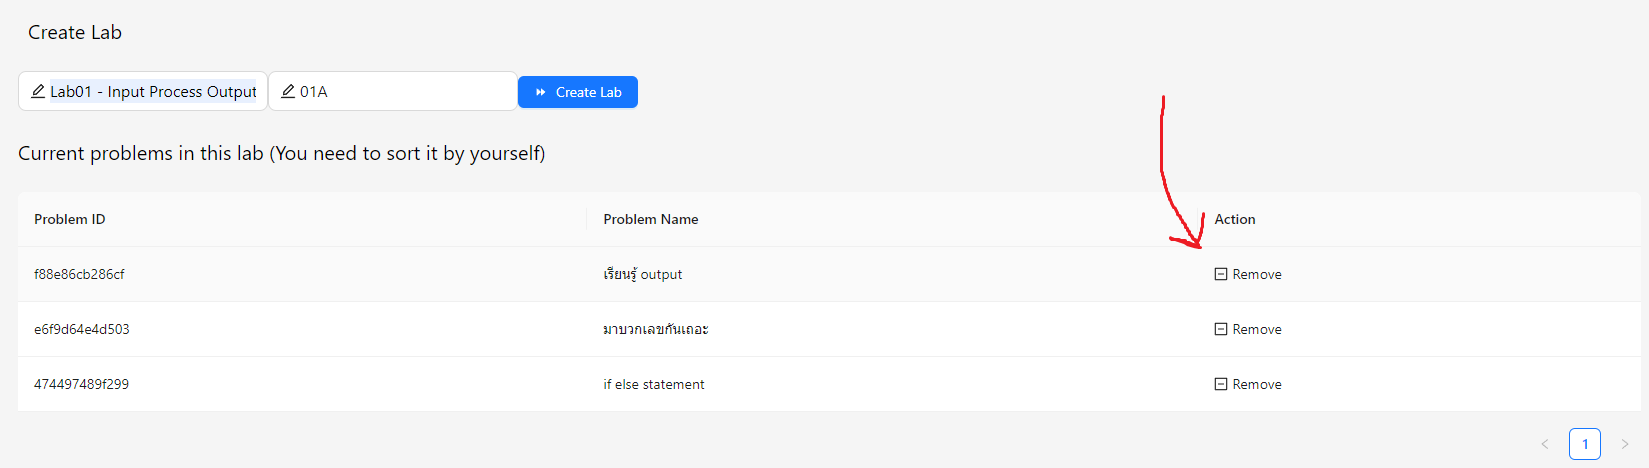 Create Lab
Lab01 - Input Process Output 01A Create Lab
Current problems in this lab (You need to sort it by yourself)
Problem ID Problem Name Action
f88e86cb286cf เรียนรู้ output Remove
e6f9d64e4d503 มาบวกเลขกันเถอะ Remove
474497489f299 if else statement Remove
1